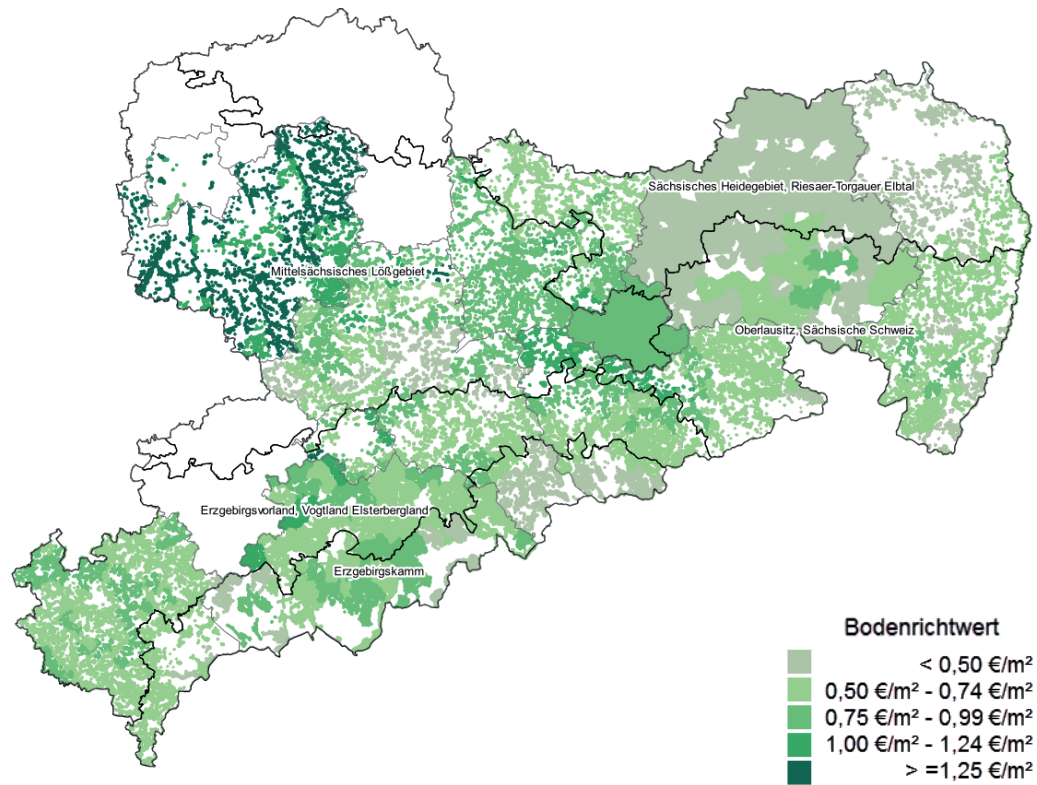 Sächsisches Heidegebiet, Riesaer-Torgauer Elbtal
Mittelsächsisches Lößgebiet
Oberlausitz, Sächsische Schweiz
Erzgebirgsvorland, Vogtland Elsterbergland
Erzgebirgskamm
Bodenrichtwert
< 0,50 €/m²
0,50 €/m² - 0,74 €/m²
0,75 €/m² - 0,99 €/m²
1,00 €/m² - 1,24 €/m²
> =1,25 €/m²